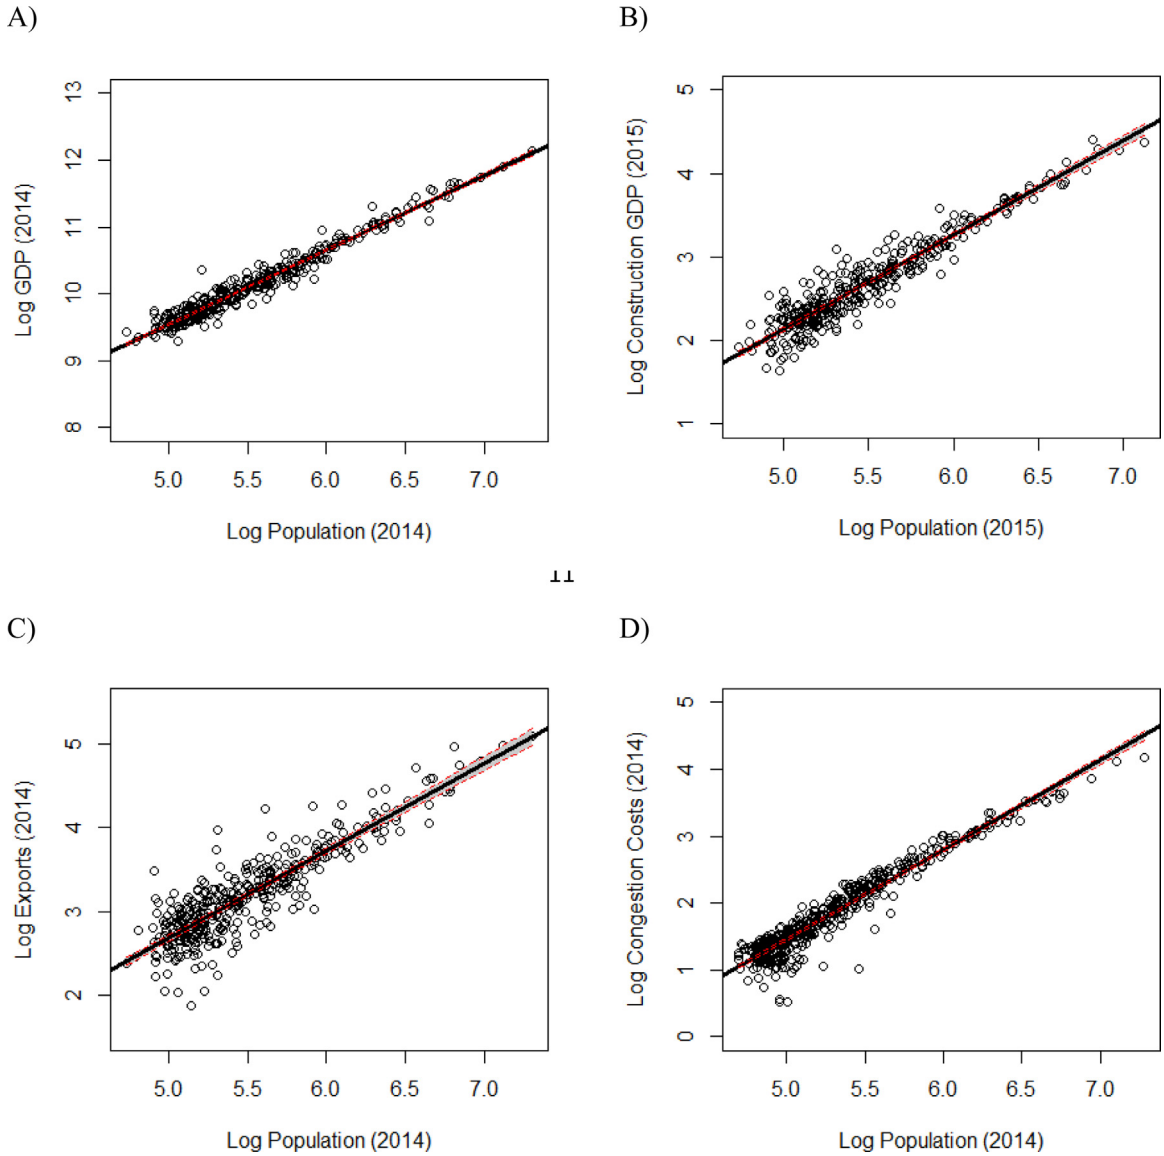 A)
B)
13
12
11
10
9
8
Log GDP (2014)
5.0 5.5 6.0 6.5 7.0
Log Population (2014)
5
4
3
2
1
Log Construction GDP (2015)
5.0 5.5 6.0 6.5 7.0
Log Population (2015)
11
C)
D)
5
4
3
2
Log Exports (2014)
5.0 5.5 6.0 6.5 7.0
Log Population (2014)
5
4
3
2
1
0
Log Congestion Costs (2014)
5.0 5.5 6.0 6.5 7.0
Log Population (2014)